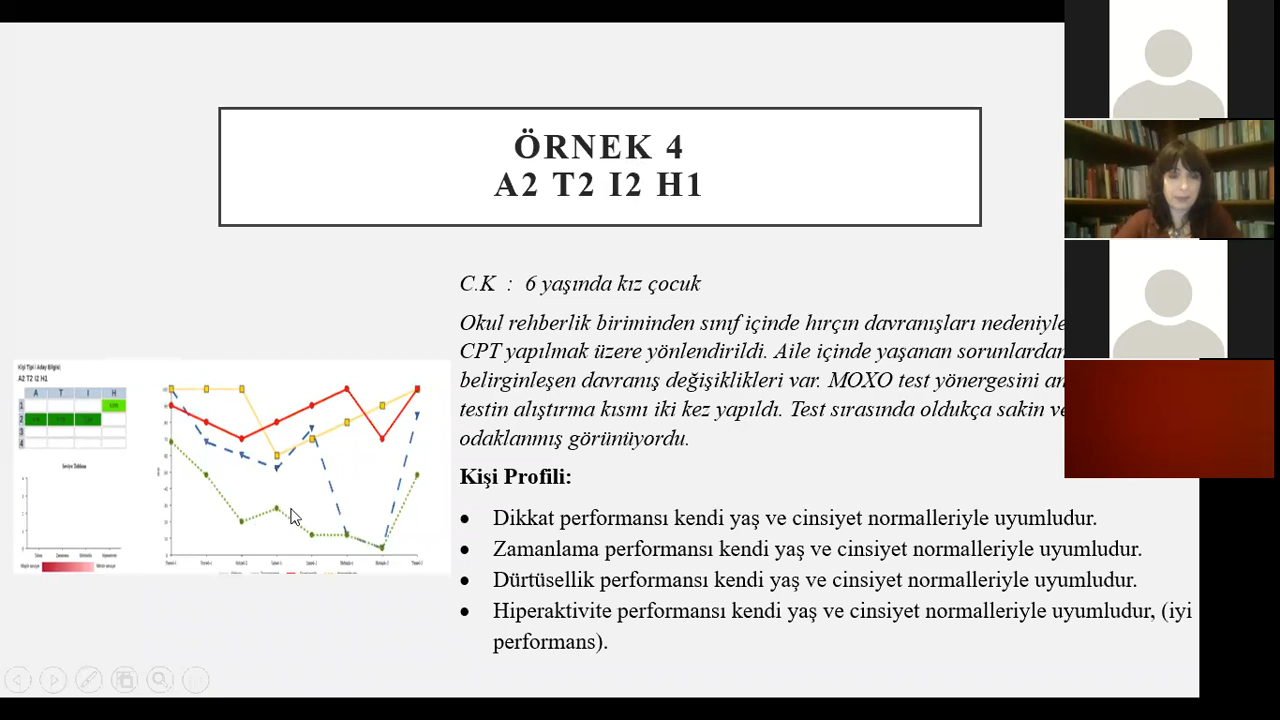 ÖRNEK 4
A2 T2 I2 H1
C.K : 6 yaşında kız çocuk
Okul rehberlik biriminden sınıf içinde hırçın davranışları nedeniyle
CPT yapılmak üzere yönlendirildi. Aile içinde yaşanan sorunlardan
belirginleşen davranış değişiklikleri var. MOXO test yönergesini
testin alıştırma kısmı iki kez yapıldı. Test sırasında oldukça sakin ve
odaklanmış görünüyordu.
Kişi Profili:
• Dikkat performansı kendi yaş ve cinsiyet normalleriyle uyumludur.
• Zamanlama performansı kendi yaş ve cinsiyet normalleriyle uyumludur.
• Dürtüsellik performansı kendi yaş ve cinsiyet normalleriyle uyumludur.
• Hiperaktivite performansı kendi yaş ve cinsiyet normalleriyle uyumludur, (iyi
performans).
A2 T2 I2 H1
A T I H
1
2
3
4